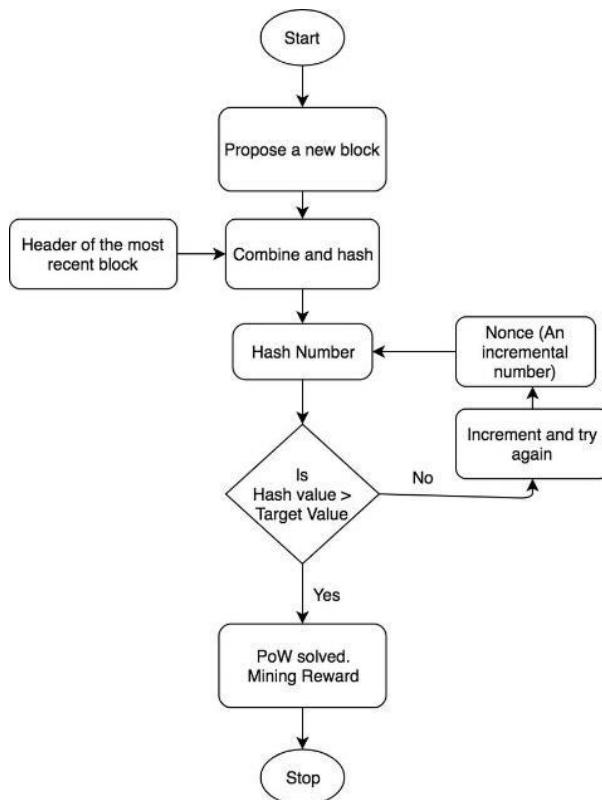 Start
Propose a new block
Header of the most
recent block
Combine and hash
Hash Number
Nonce (An
incremental
number)
Increment and try
again
Is
Hash value >
Target Value
No
Yes
PoW solved.
Mining Reward
Stop